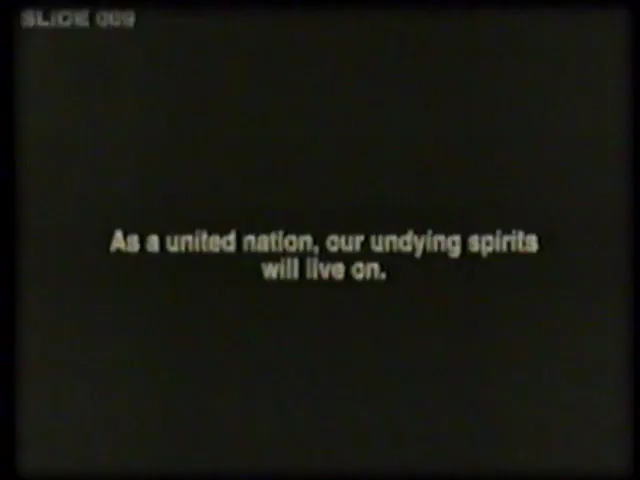 SLIDE 009
As a united nation, our undying spirits
will live on.